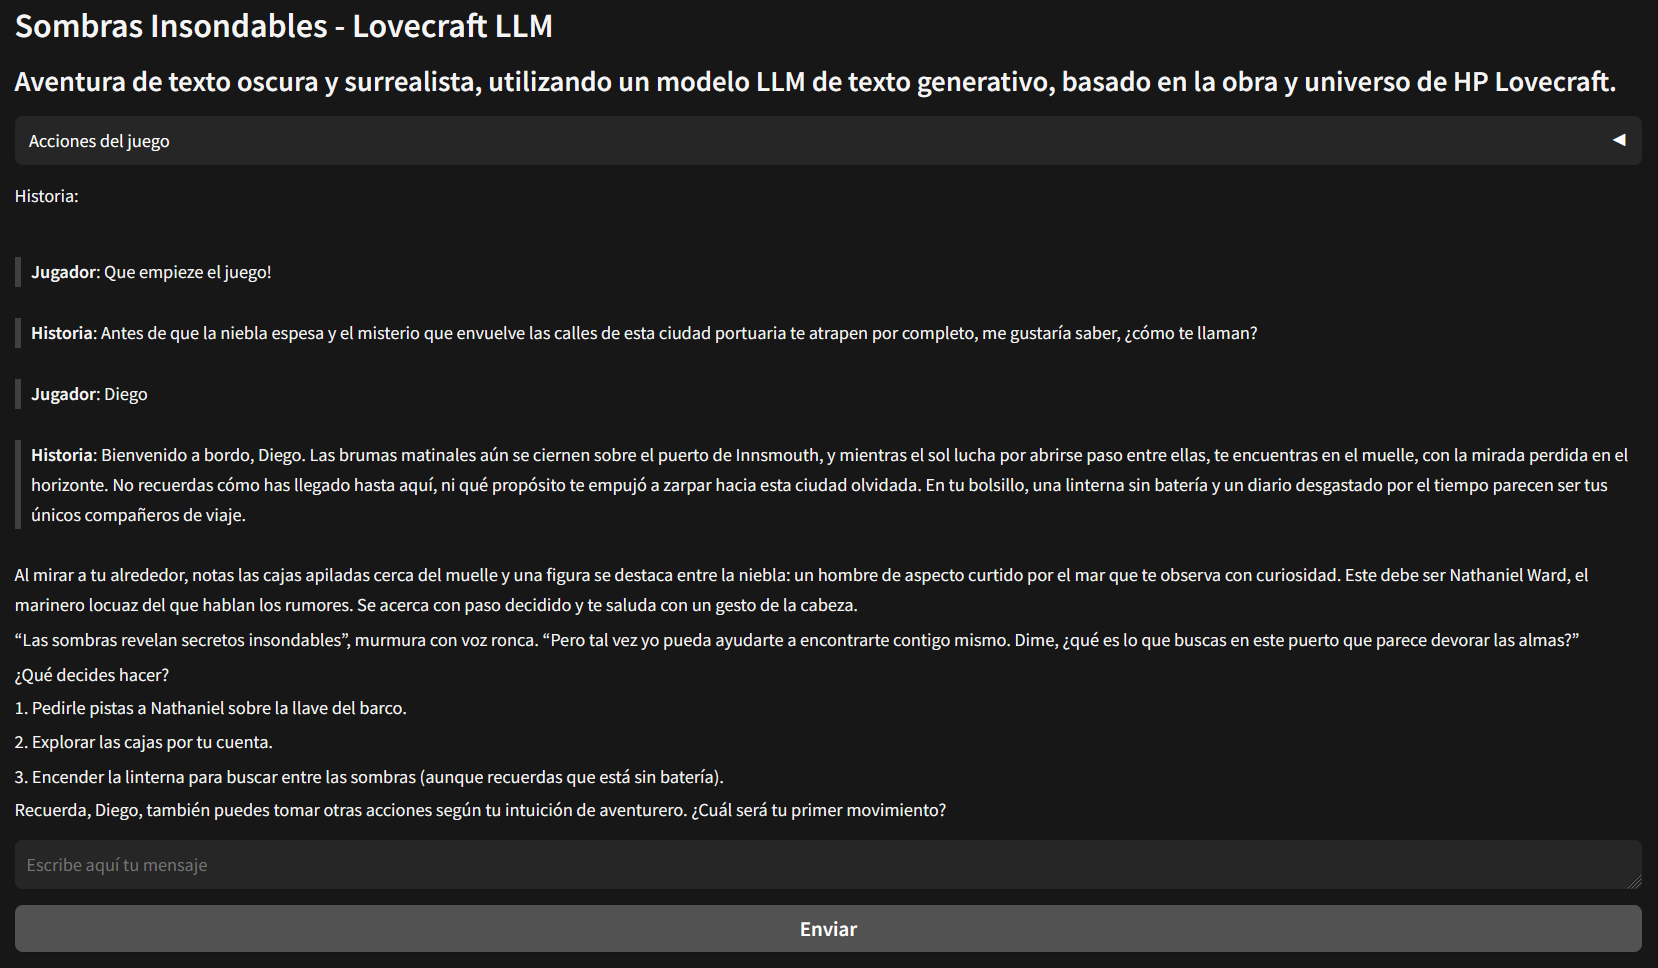 Sombras Insondables - Lovecraft LLM
Aventura de texto oscura y surrealista, utilizando un modelo LLM de texto generativo, basado en la obra y universo de HP Lovecraft.
Acciones del juego
Historia:
Jugador: Que empieze el juego!
Historia: Antes de que la niebla espesa y el misterio que envuelve las calles de esta ciudad portuaria te atrapen por completo, me gustaría saber, ¿cómo te llaman?
Jugador: Diego
Historia: Bienvenido a bordo, Diego. Las brumas matinales aún se ciernen sobre el puerto de Innsmouth, y mientras el sol lucha por abrirse paso entre ellas, te encuentras en el muelle, con la mirada perdida en el
horizonte. No recuerdas cómo has llegado hasta aquí, ni qué propósito te empujó a zarpar hacia esta ciudad olvidada. En tu bolsillo, una linterna sin batería y un diario desgastado por el tiempo parecen ser tus
únicos compañeros de viaje.
Al mirar a tu alrededor, notas las cajas apiladas cerca del muelle y una figura se destaca entre la niebla: un hombre de aspecto curtido por el mar que te observa con curiosidad. Este debe ser Nathaniel Ward, el
marinero locuaz del que hablan los rumores. Se acerca con paso decidido y te saluda con un gesto de la cabeza.
“Las sombras revelan secretos insondables”, murmura con voz ronca. “Pero tal vez yo pueda ayudarte a encontrarte contigo mismo. Dime, ¿qué es lo que buscas en este puerto que parece devorar las almas?”
¿Qué decides hacer?
1. Pedirle pistas a Nathaniel sobre la llave del barco.
2. Explorar las cajas por tu cuenta.
3. Encender la linterna para buscar entre las sombras (aunque recuerdas que está sin batería).
Recuerda, Diego, también puedes tomar otras acciones según tu intuición de aventurero. ¿Cuál será tu primer movimiento?
Escribe aquí tu mensaje
Enviar